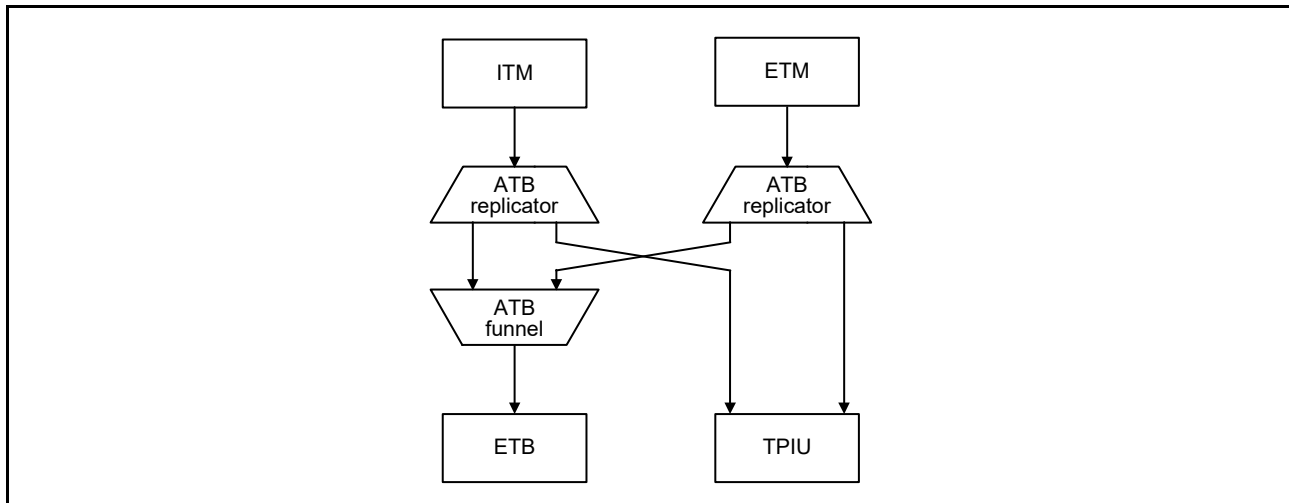 ITM
ETM
ATB
replicator
ATB
replicator
ATB
funnel
ETB
TPIU